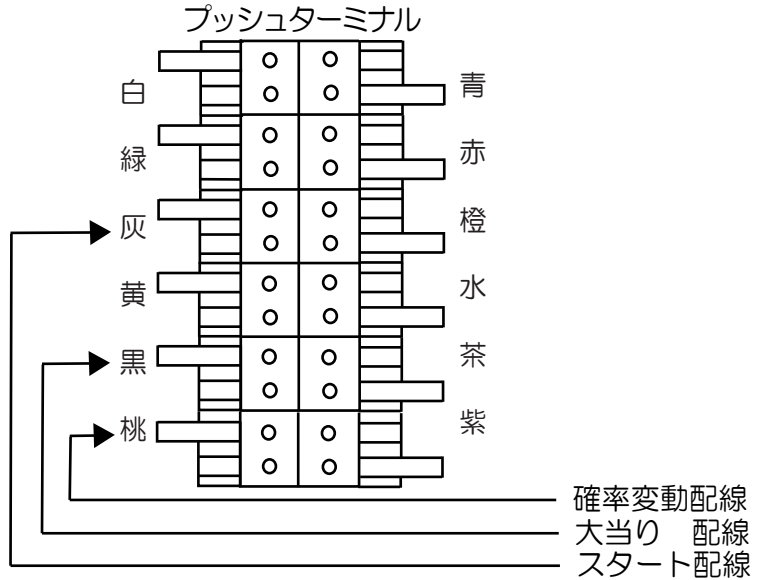 プッシュターミナル
白
青
緑
赤
灰
橙
黄
水
黒
茶
桃
紫
確率変動配線
大当り　配線
スタート配線